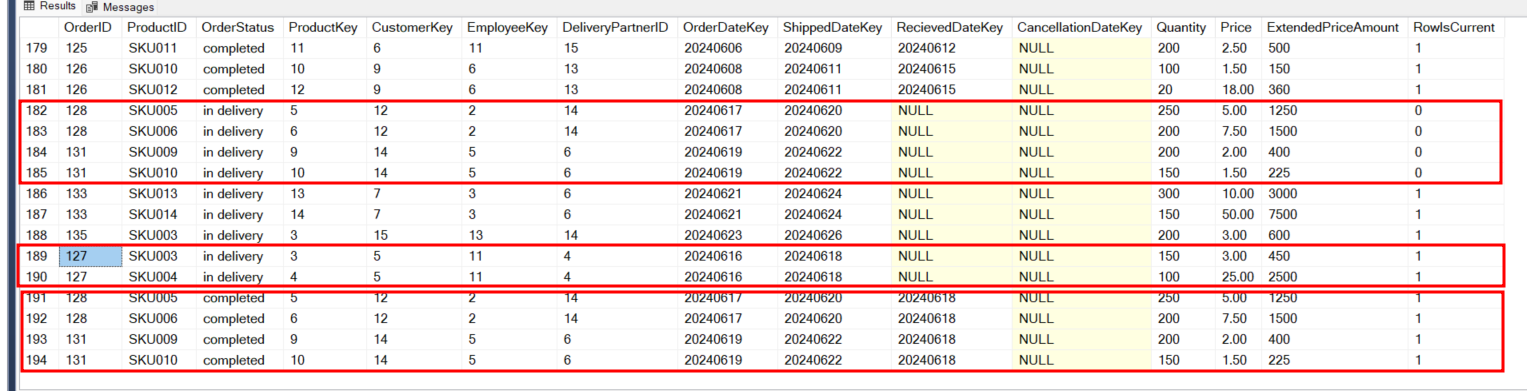 Results Messages
OrderID ProductID OrderStatus ProductKey CustomerKey EmployeeKey DeliveryPartnerID OrderDateKey ShippedDateKey RecievedDateKey CancellationDateKey Quantity Price ExtendedPriceAmount RowIsCurrent
179 125 SKU011 completed 11 6 11 15 20240606 20240609 20240612 NULL 200 2.50 500 1
180 126 SKU010 completed 10 9 6 13 20240608 20240611 20240615 NULL 100 1.50 150 1
181 126 SKU012 completed 12 9 6 13 20240608 20240611 20240615 NULL 20 18.00 360 1
182 128 SKU005 in delivery 5 12 2 14 20240617 20240620 NULL NULL 250 5.00 1250 0
183 128 SKU006 in delivery 6 12 2 14 20240617 20240620 NULL NULL 200 7.50 1500 0
184 131 SKU009 in delivery 9 14 5 6 20240619 20240622 NULL NULL 200 2.00 400 0
185 131 SKU010 in delivery 10 14 5 6 20240619 20240622 NULL NULL 150 1.50 225 0
186 133 SKU013 in delivery 13 7 3 6 20240621 20240624 NULL NULL 300 10.00 3000 1
187 133 SKU014 in delivery 14 7 3 6 20240621 20240624 NULL NULL 150 50.00 7500 1
188 135 SKU003 in delivery 3 15 13 14 20240623 20240626 NULL NULL 200 3.00 600 1
189 127 SKU003 in delivery 3 5 11 4 20240616 20240618 NULL NULL 150 3.00 450 1
190 127 SKU004 in delivery 4 5 11 4 20240616 20240618 NULL NULL 100 25.00 2500 1
191 128 SKU005 completed 5 12 2 14 20240617 20240620 20240618 NULL 250 5.00 1250 1
192 128 SKU006 completed 6 12 2 14 20240617 20240620 20240618 NULL 200 7.50 1500 1
193 131 SKU009 completed 9 14 5 6 20240619 20240622 20240618 NULL 200 2.00 400 1
194 131 SKU010 completed 10 14 5 6 20240619 20240622 20240618 NULL 150 1.50 225 1